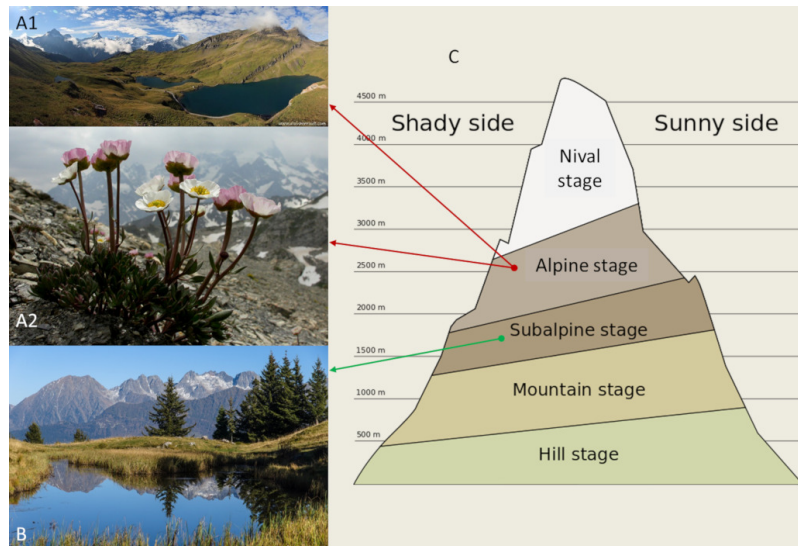 A1
A2
B
C
4500 m
Shady side
Sunny side
4000 m
Nival
stage
3500 m
3000 m
Alpine stage
2500 m
2000 m
Subalpine stage
1500 m
Mountain stage
1000 m
500 m
Hill stage